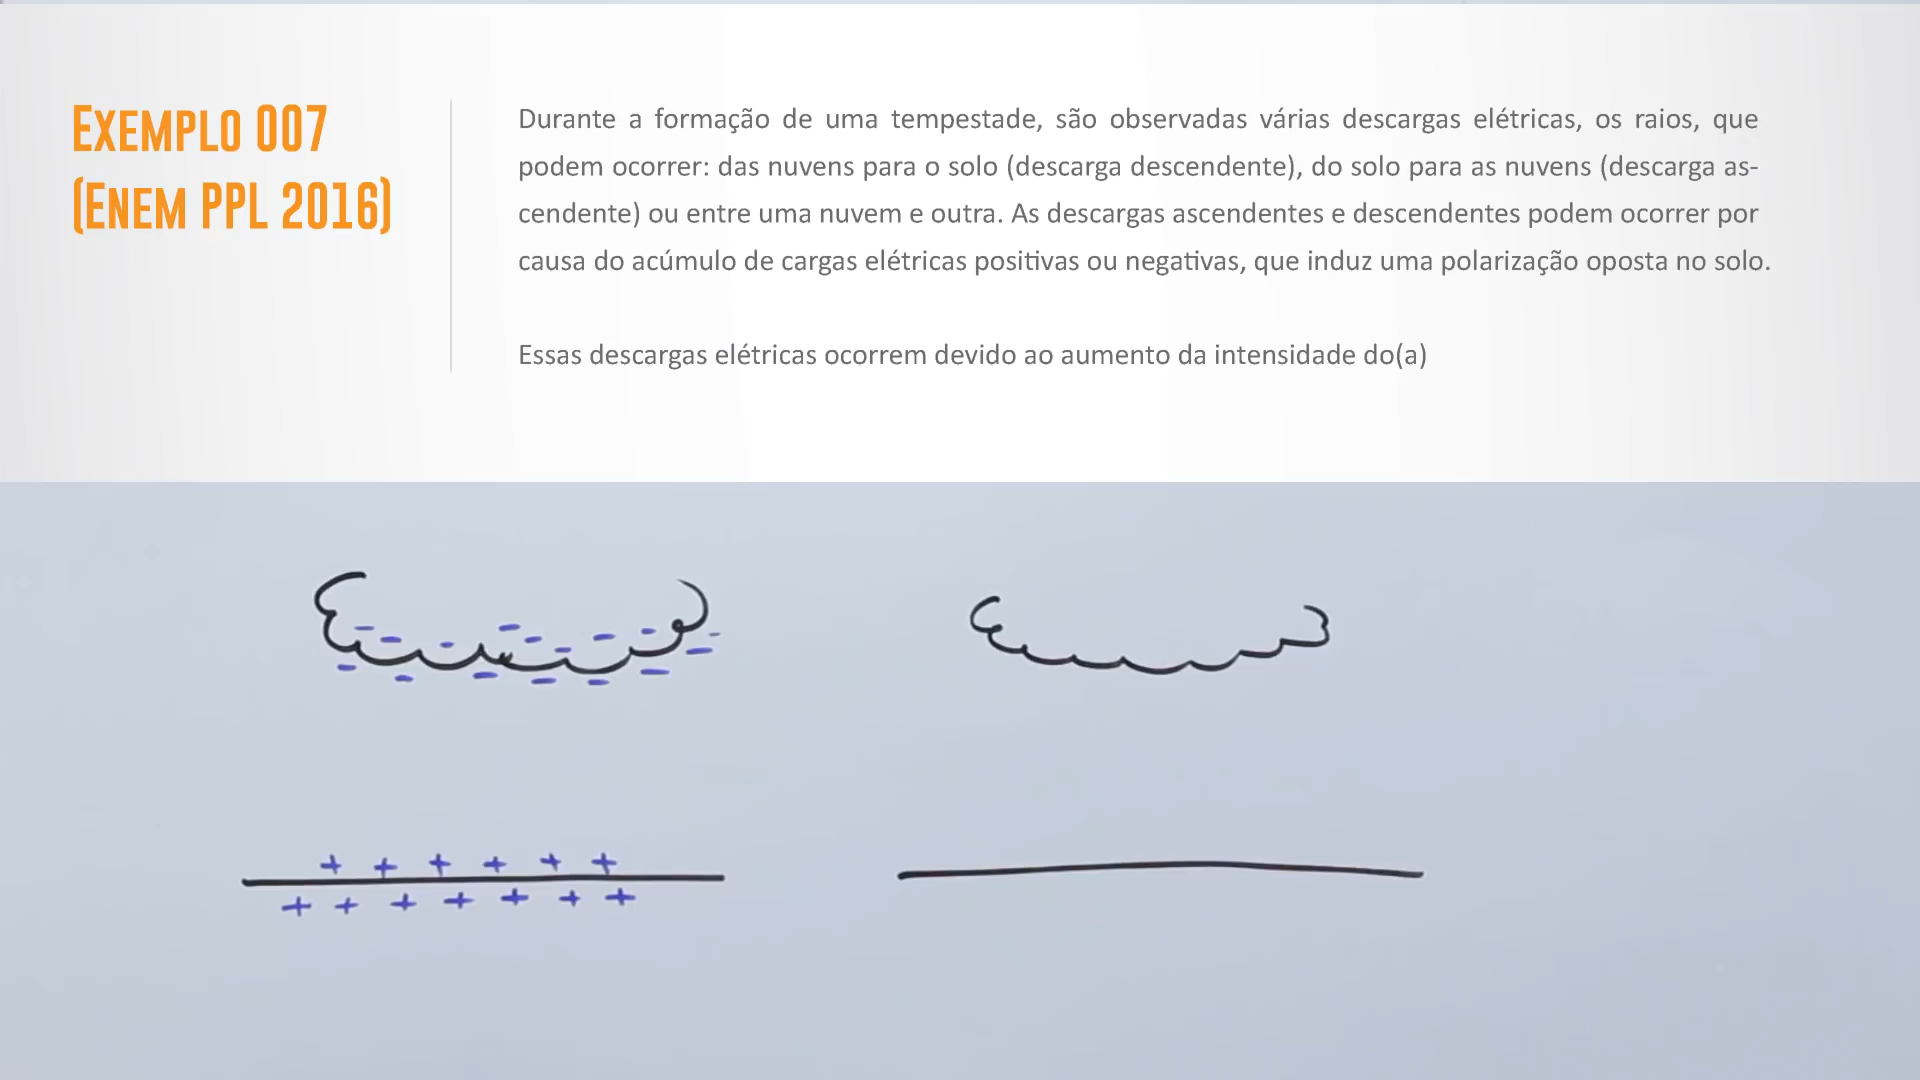 EXEMPLO 007
(ENEM PPL 2016)
Durante a formação de uma tempestade, são observadas várias descargas elétricas, os raios, que
podem ocorrer: das nuvens para o solo (descarga descendente), do solo para as nuvens (descarga as-
cendente) ou entre uma nuvem e outra. As descargas ascendentes e descendentes podem ocorrer por
causa do acúmulo de cargas elétricas positivas ou negativas, que induz uma polarização oposta no solo.
Essas descargas elétricas ocorrem devido ao aumento da intensidade do(a)
+ + + + + +
+ + + + + + +